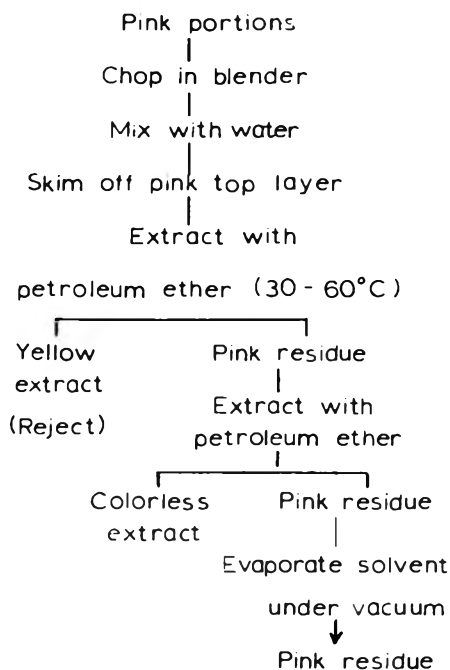 Pink portions
Chop in blender
Mix with water
Skim off pink top layer
Extract with
petroleum ether (30 - 60°C)
Yellow
extract
(Reject)
Pink residue
Extract with
petroleum ether
Colorless
extract
Pink residue
Evaporate solvent
under vacuum
Pink residue